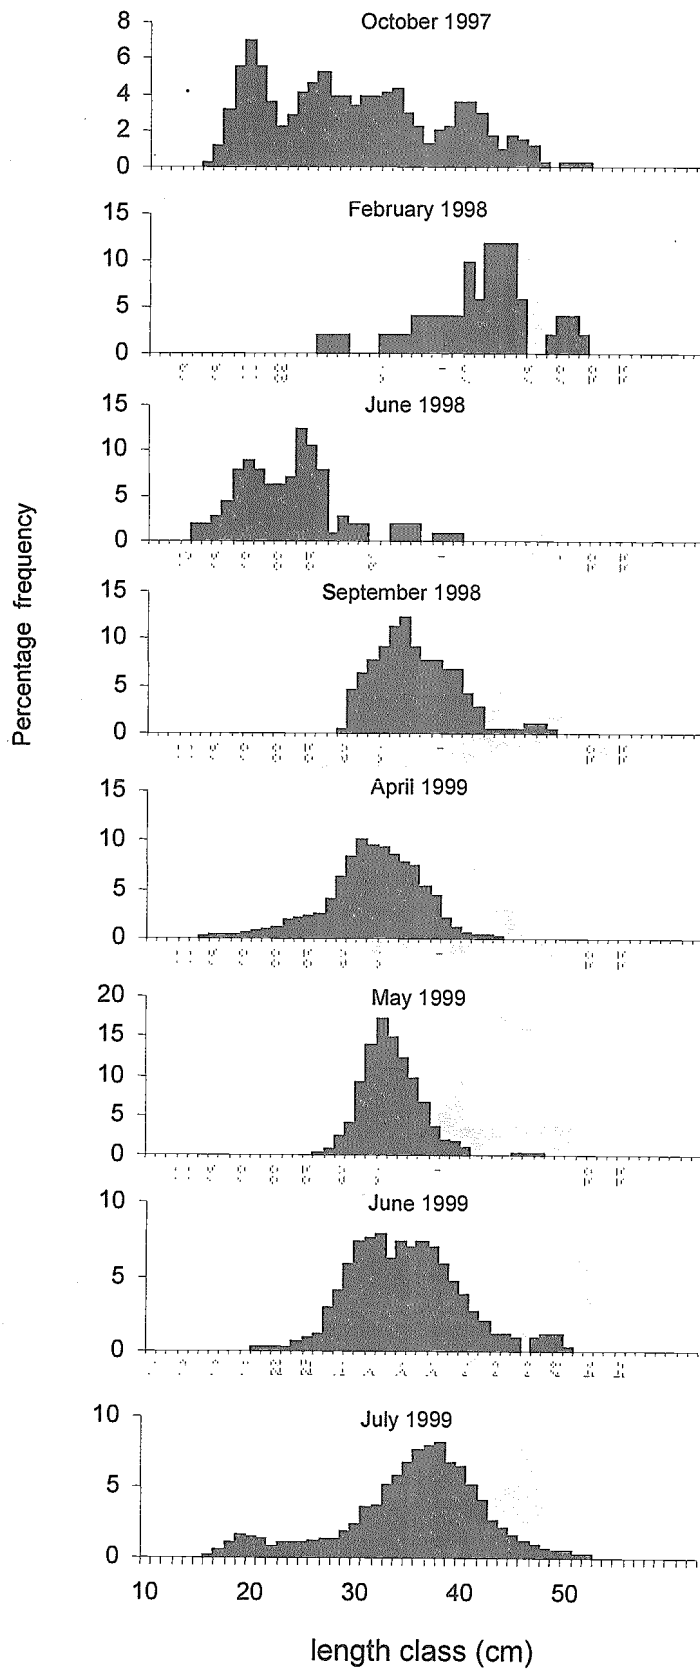 October 1997
8
6
4
2
0
February 1998
15
10
5
0
June 1998
15
10
5
0
Percentage frequency
September 1998
15
10
5
0
April 1999
15
10
5
0
May 1999
20
15
10
5
0
June 1999
10
5
0
July 1999
10
5
0
10 20 30 40 50
length class (cm)